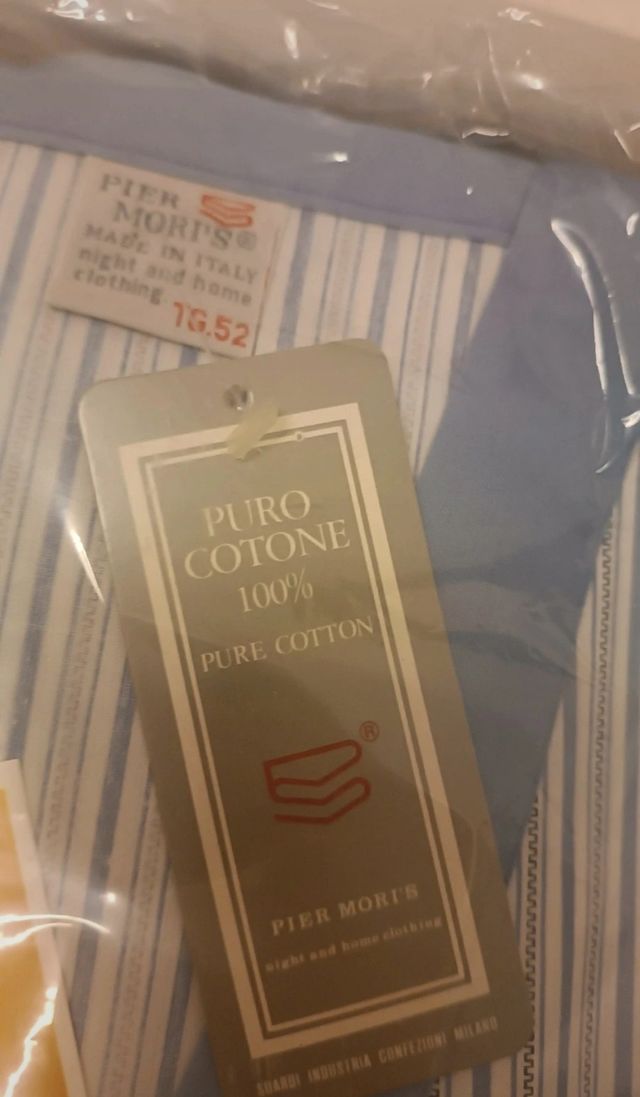 PIER
MORI'S®
MADE IN ITALY
night and home
clothing.
TG.52
PURO
COTONE
100%
PURE COTTON
®
PIER MORI'S
night and home clothing
SUARDI INDUSTRIA CONFEZIONI MILANO